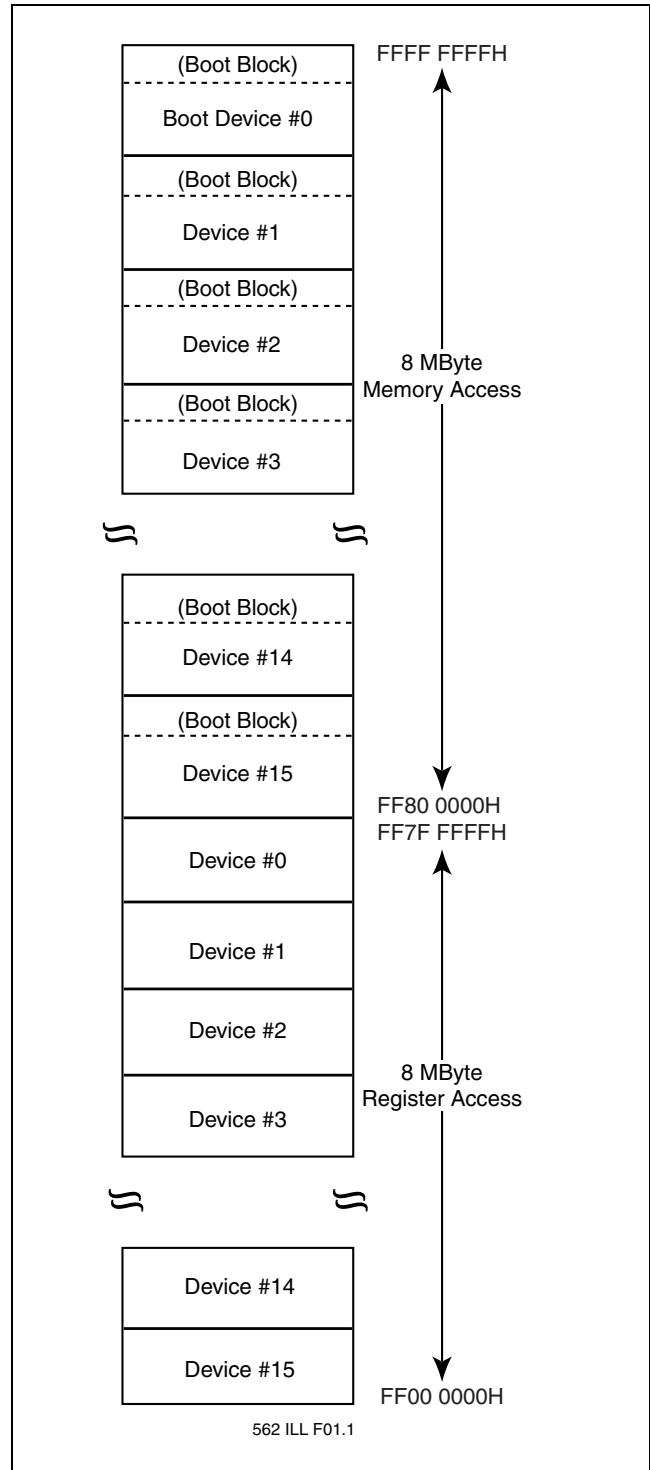 (Boot Block)
FFFF FFFFH
Boot Device #0
(Boot Block)
Device #1
(Boot Block)
Device #2
8 MByte
Memory Access
(Boot Block)
Device #3
(Boot Block)
Device #14
(Boot Block)
Device #15
FF80 0000H
FF7F FFFFH
Device #0
Device #1
Device #2
8 MByte
Register Access
Device #3
Device #14
Device #15
FF00 0000H
562 ILL F01.1